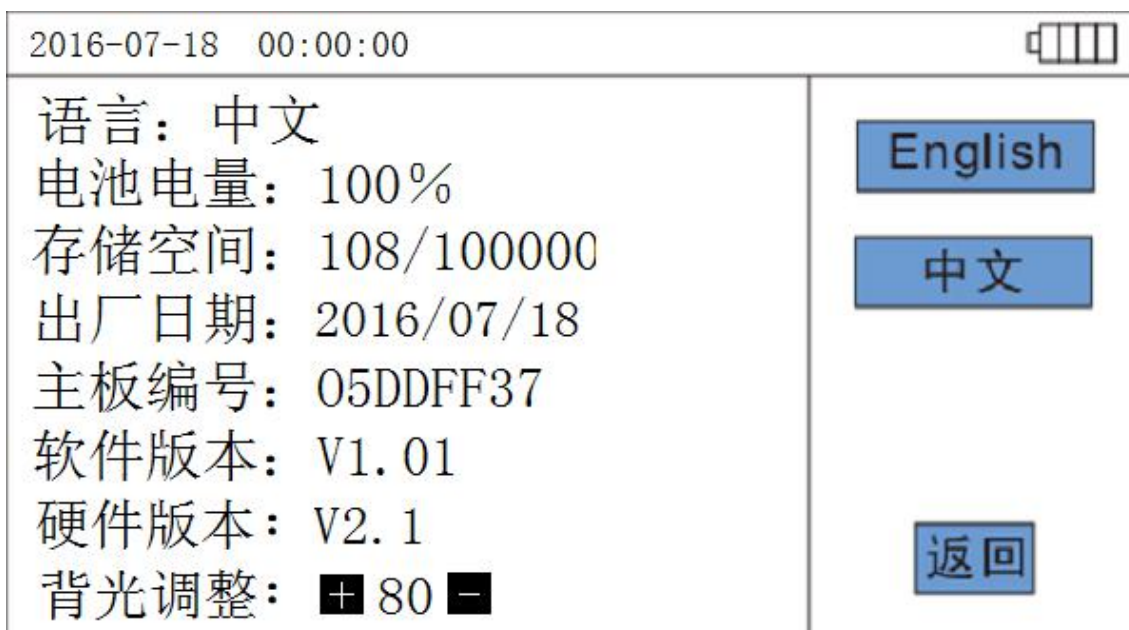 2016-07-18 00:00:00
语言：中文
电池电量：100%
存储空间：108/100000
出厂日期：2016/07/18
主板编号：05DDFF37
软件版本：V1.01
硬件版本：V2.1
背光调整：+ 80 -
English
中文
返回